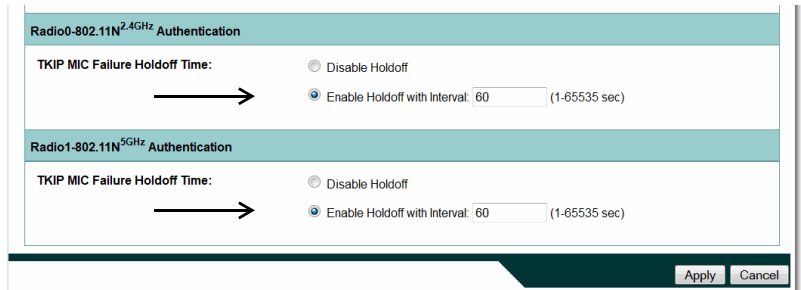 Radio0-802.11N2.4GHz Authentication
TKIP MIC Failure Holdoff Time:
Disable Holdoff
Enable Holdoff with Interval: 60 (1-65535 sec)
Radio1-802.11N5GHz Authentication
TKIP MIC Failure Holdoff Time:
Disable Holdoff
Enable Holdoff with Interval: 60 (1-65535 sec)
Apply Cancel